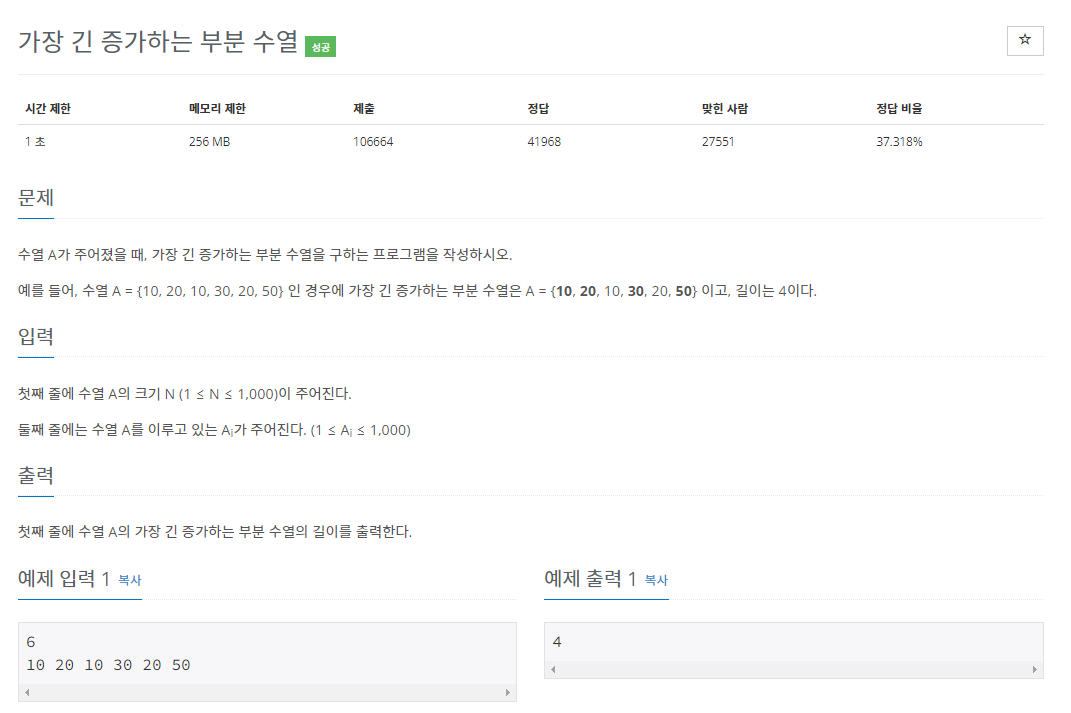 가장 긴 증가하는 부분 수열 성공
☆
시간 제한 메모리 제한 제출 정답 맞힌 사람 정답 비율
1 초 256 MB 106664 41968 27551 37.318%
문제
수열 A가 주어졌을 때, 가장 긴 증가하는 부분 수열을 구하는 프로그램을 작성하시오.
예를 들어, 수열 A = {10, 20, 10, 30, 20, 50} 인 경우에 가장 긴 증가하는 부분 수열은 A = {10, 20, 10, 30, 20, 50} 이고, 길이는 4이다.
입력
첫째 줄에 수열 A의 크기 N (1 ≤ N ≤ 1,000)이 주어진다.
둘째 줄에는 수열 A를 이루고 있는 Aᵢ가 주어진다. (1 ≤ Aᵢ ≤ 1,000)
출력
첫째 줄에 수열 A의 가장 긴 증가하는 부분 수열의 길이를 출력한다.
예제 입력 1 복사
6
10 20 10 30 20 50
예제 출력 1 복사
4